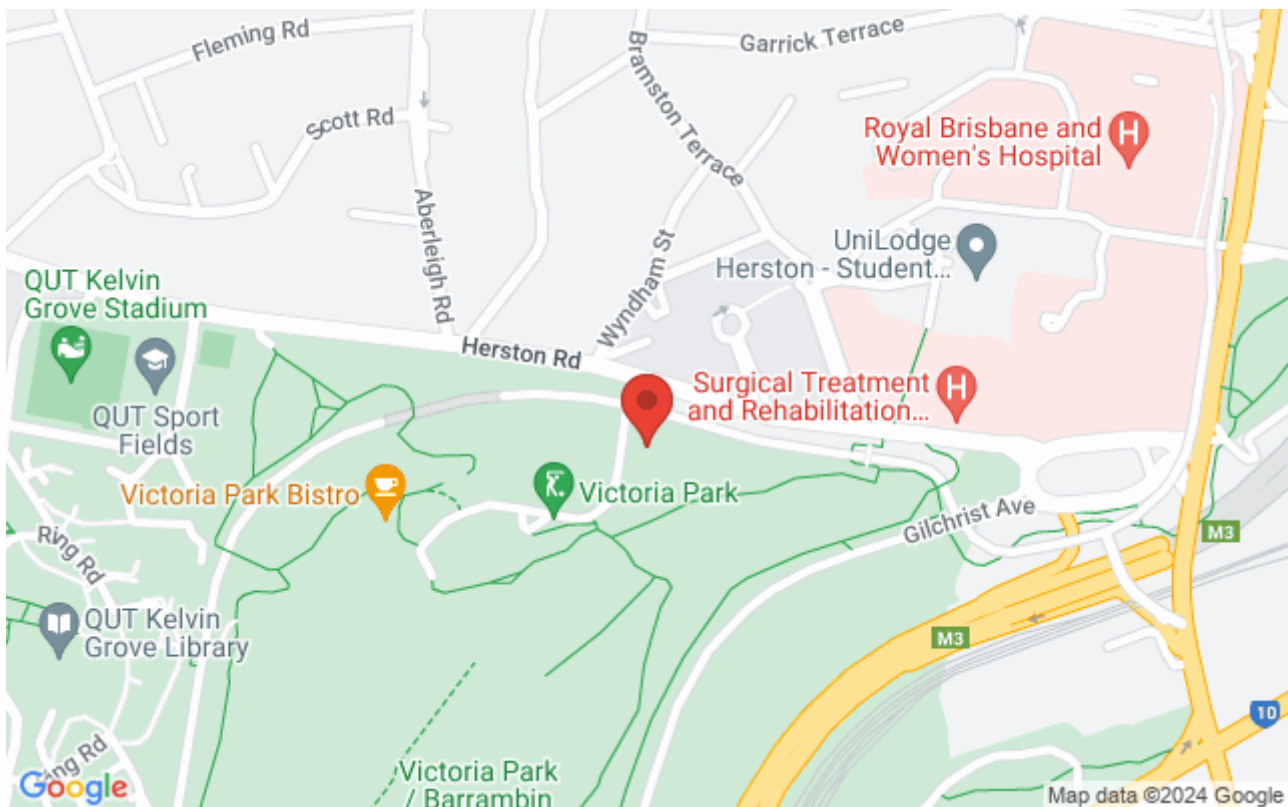 Fleming Rd
Garrick Terrace
Bramston Terrace
Scott Rd
Royal Brisbane and
Women's Hospital
H
Aberleigh Rd
Wyndham St
UniLodge
Herston - Student...
QUT Kelvin
Grove Stadium
Herston Rd
QUT Sport
Fields
Surgical Treatment
and Rehabilitation...
H
Victoria Park Bistro
Victoria Park
Gilchrist Ave
M3
Ring Rd
QUT Kelvin
Grove Library
M3
10
Ring Rd
Victoria Park
/ Barrambin
Google
Map data ©2024 Google